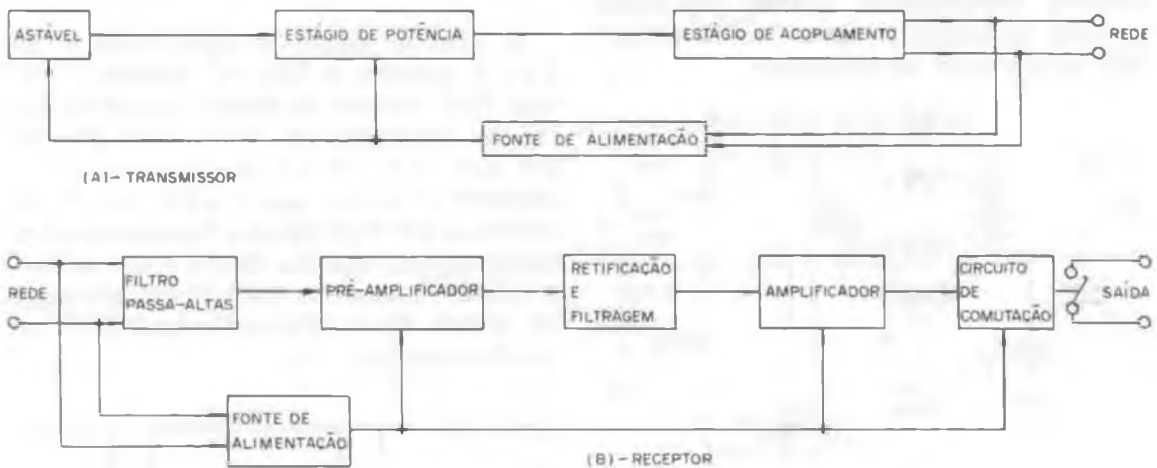 ASTÁVEL
ESTÁGIO DE POTÊNCIA
ESTÁGIO DE ACOPLAMENTO
REDE
FONTE DE ALIMENTAÇÃO
(A)- TRANSMISSOR
REDE
FILTRO
PASSA-ALTAS
PRÉ-AMPLIFICADOR
RETIFICAÇÃO
E
FILTRAGEM
AMPLIFICADOR
CIRCUITO
DE
COMUTAÇÃO
SAÍDA
FONTE DE
ALIMENTAÇÃO
(B)-RECEPTOR